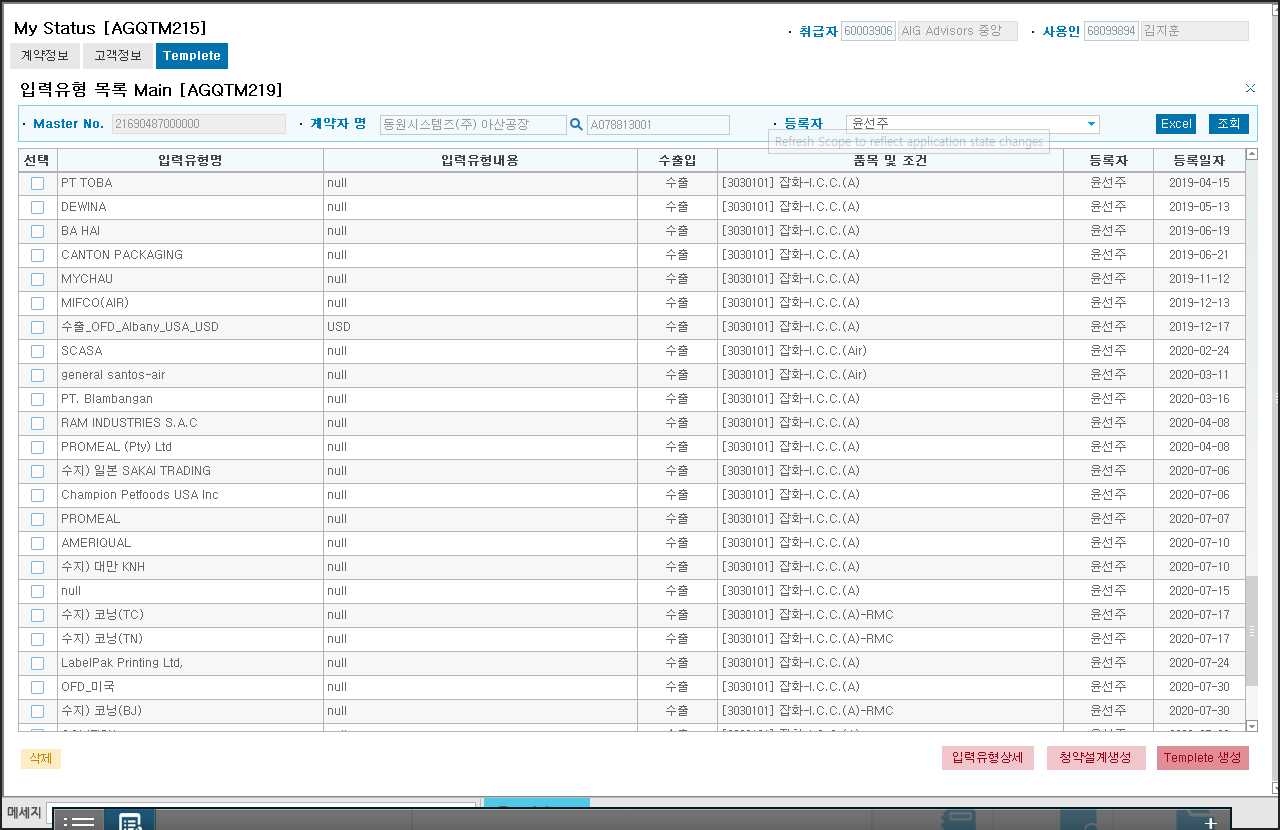 My Status [AGQTM215]
· 취급자 60003906 AIG Advisors 중앙 · 사용인 68099894 김지훈
계약정보 고객정보 Templete
입력유형 목록 Main [AGQTM219]
· Master No. 21690487000000 · 계약자 명 동원시스템즈(주) 아산공장 A078813001 · 등록자 윤선주 Excel 조회
Refresh Scope to reflect application state changes
선택 입력유형명 입력유형내용 수출입 품목 및 조건 등록자 등록일자
PT TOBA null 수출 [3030101] 잡화-I.C.C.(A) 윤선주 2019-04-15
DEWINA null 수출 [3030101] 잡화-I.C.C.(A) 윤선주 2019-05-13
BA HAI null 수출 [3030101] 잡화-I.C.C.(A) 윤선주 2019-06-19
CANTON PACKAGING null 수출 [3030101] 잡화-I.C.C.(A) 윤선주 2019-06-21
MYCHAU null 수출 [3030101] 잡화-I.C.C.(A) 윤선주 2019-11-12
MIFCO(AIR) null 수출 [3030101] 잡화-I.C.C.(A) 윤선주 2019-12-13
수출_OFD_Albany_USA_USD USD 수출 [3030101] 잡화-I.C.C.(A) 윤선주 2019-12-17
SCASA null 수출 [3030101] 잡화-I.C.C.(Air) 윤선주 2020-02-24
general santos-air null 수출 [3030101] 잡화-I.C.C.(Air) 윤선주 2020-03-11
PT. Blambangan null 수출 [3030101] 잡화-I.C.C.(A) 윤선주 2020-03-16
RAM INDUSTRIES S.A.C null 수출 [3030101] 잡화-I.C.C.(A) 윤선주 2020-04-08
PROMEAL (Pty) Ltd null 수출 [3030101] 잡화-I.C.C.(A) 윤선주 2020-04-08
수지) 일본 SAKAI TRADING null 수출 [3030101] 잡화-I.C.C.(A) 윤선주 2020-07-06
Champion Petfoods USA Inc null 수출 [3030101] 잡화-I.C.C.(A) 윤선주 2020-07-06
PROMEAL null 수출 [3030101] 잡화-I.C.C.(A) 윤선주 2020-07-07
AMERIQUAL null 수출 [3030101] 잡화-I.C.C.(A) 윤선주 2020-07-10
수지) 대만 KNH null 수출 [3030101] 잡화-I.C.C.(A) 윤선주 2020-07-10
null null 수출 [3030101] 잡화-I.C.C.(A) 윤선주 2020-07-15
수지) 코닝(TC) null 수출 [3030101] 잡화-I.C.C.(A)-RMC 윤선주 2020-07-17
수지) 코닝(TN) null 수출 [3030101] 잡화-I.C.C.(A)-RMC 윤선주 2020-07-17
LabelPak Printing Ltd, null 수출 [3030101] 잡화-I.C.C.(A) 윤선주 2020-07-24
OFD_미국 null 수출 [3030101] 잡화-I.C.C.(A) 윤선주 2020-07-30
수지) 코닝(BJ) null 수출 [3030101] 잡화-I.C.C.(A)-RMC 윤선주 2020-07-30
삭제 입력유형상세 청약설계생성 Templete 생성
메세지